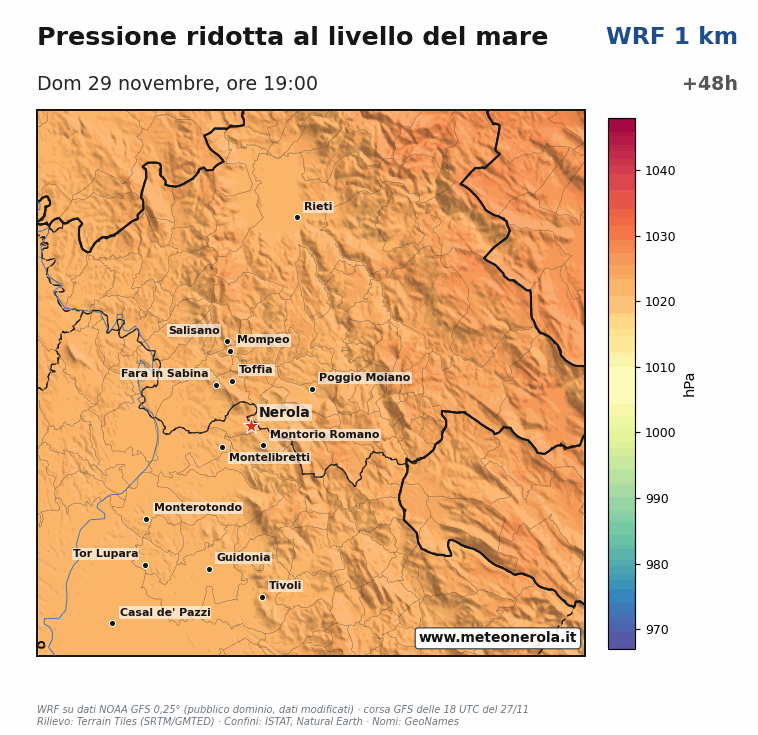 Pressione ridotta al livello del mare
WRF 1 km
Dom 29 novembre, ore 19:00
+48h
Rieti
Salisano
Mompeo
Toffia
Fara in Sabina
Poggio Moiano
Nerola
Montorio Romano
Montelibretti
Monterotondo
Tor Lupara
Guidonia
Tivoli
Casal de' Pazzi
www.meteonerola.it
1040
1030
1020
1010
1000
990
980
970
hPa
WRF su dati NOAA GFS 0,25° (pubblico dominio, dati modificati) · corsa GFS delle 18 UTC del 27/11
Rilievo: Terrain Tiles (SRTM/GMTED) · Confini: ISTAT, Natural Earth · Nomi: GeoNames